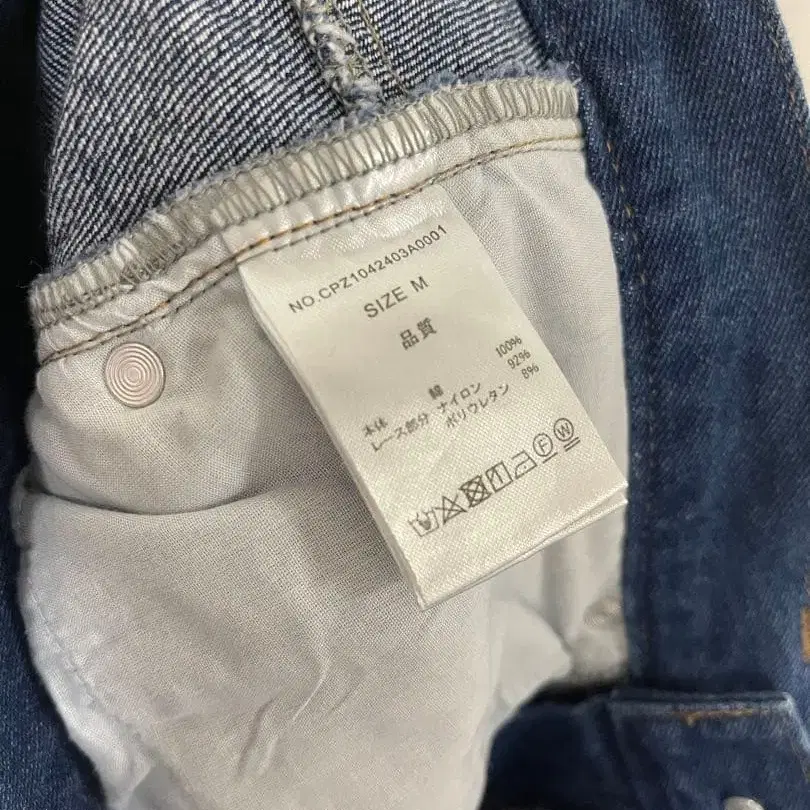 NO.CPZ1042403A0001
SIZE M
品質
本体 綿 100%
レース部分 ナイロン 92%
ポリウレタン 8%
F W